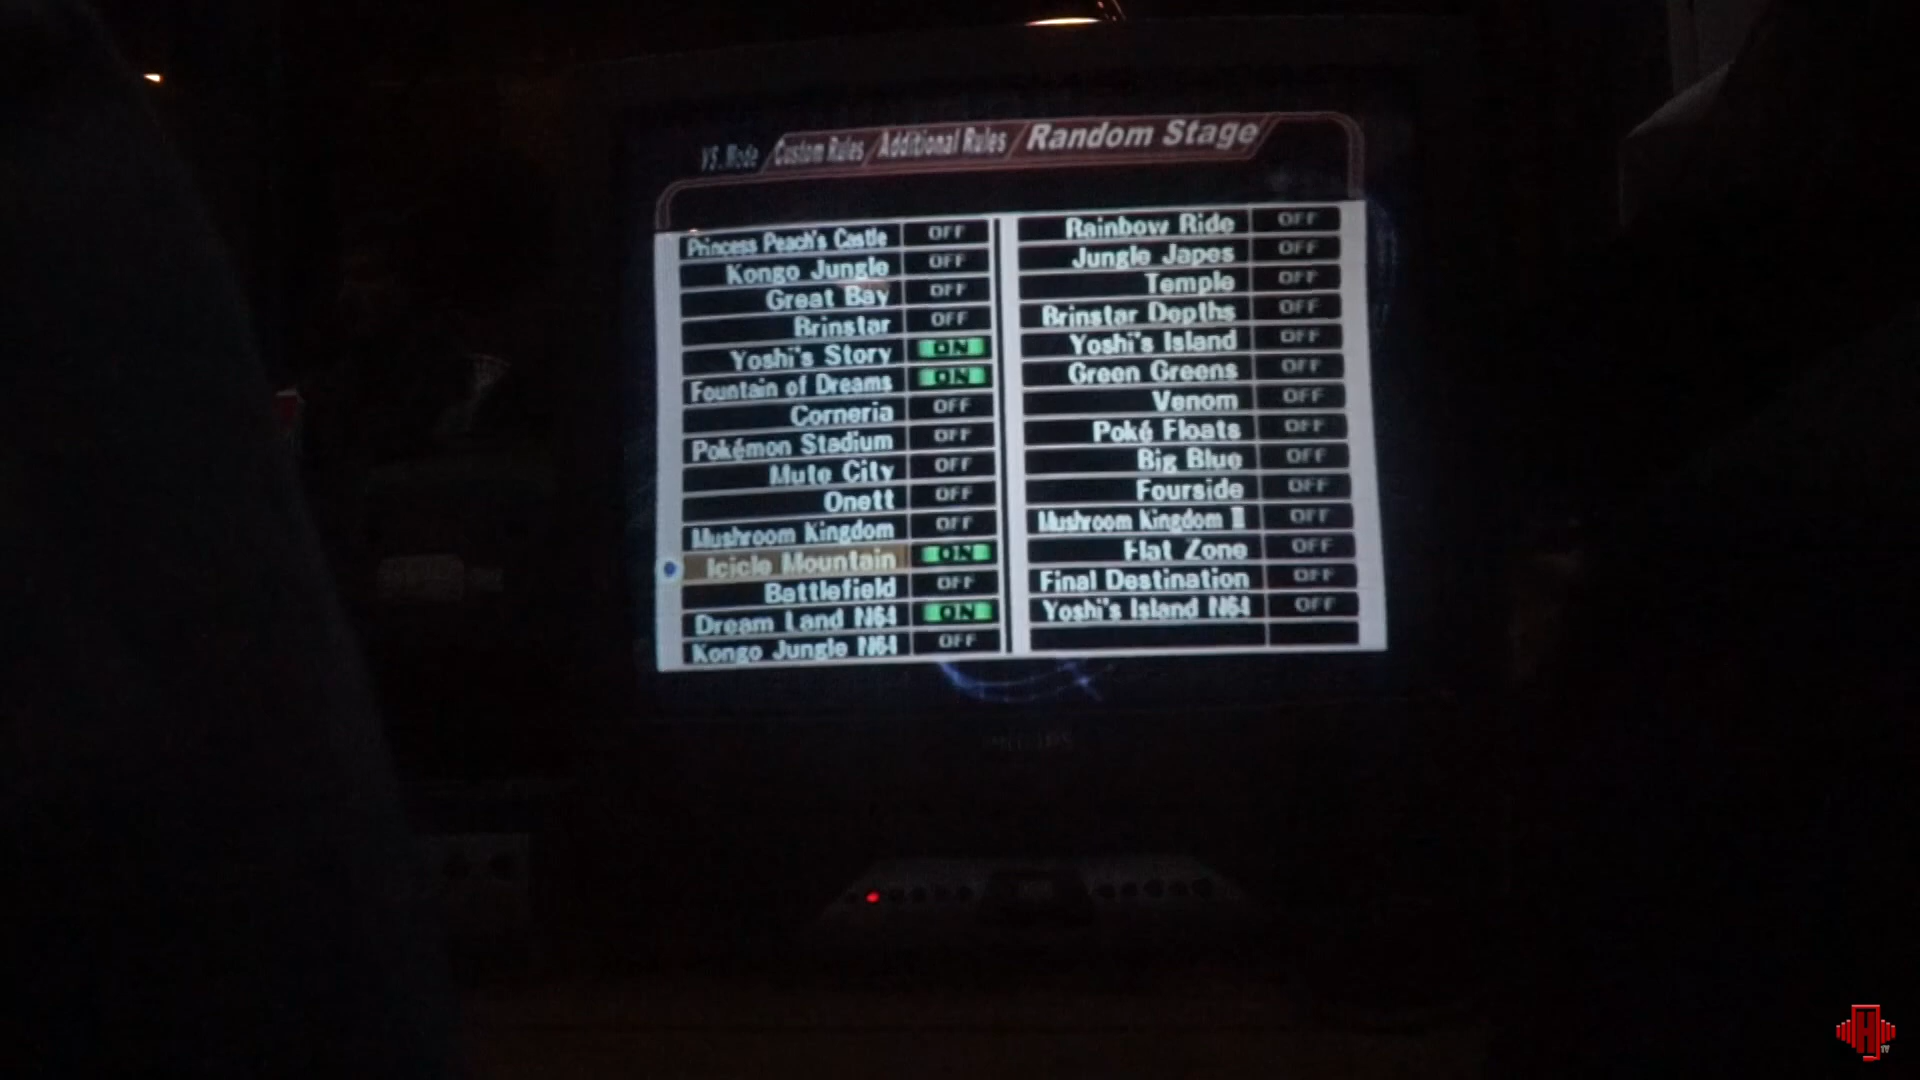 VS. Mode Custom Rules Additional Rules Random Stage
Princess Peach's Castle OFF
Kongo Jungle OFF
Great Bay OFF
Brinstar OFF
Yoshi's Story ON
Fountain of Dreams ON
Corneria OFF
Pokémon Stadium OFF
Mute City OFF
Onett OFF
Mushroom Kingdom OFF
Icicle Mountain ON
Battlefield OFF
Dream Land N64 ON
Kongo Jungle N64 OFF
Rainbow Ride OFF
Jungle Japes OFF
Temple OFF
Brinstar Depths OFF
Yoshi's Island OFF
Green Greens OFF
Venom OFF
Poké Floats OFF
Big Blue OFF
Fourside OFF
Mushroom Kingdom II OFF
Flat Zone OFF
Final Destination OFF
Yoshi's Island N64 OFF
PHILIPS
H
TV